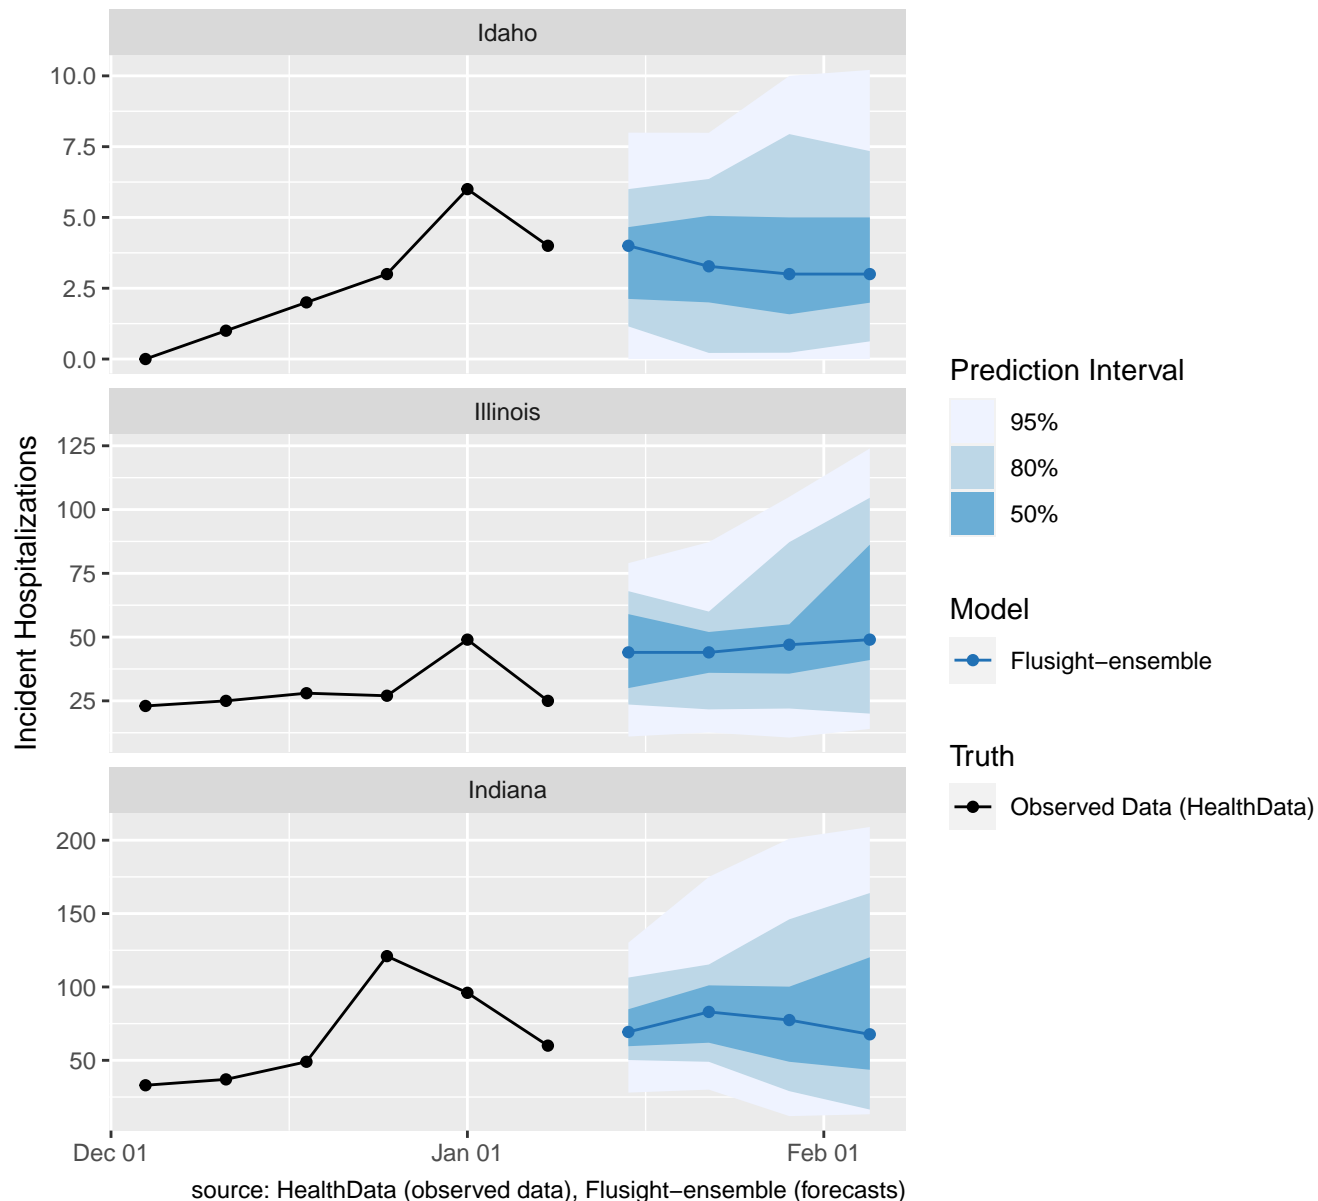 Idaho
10.0
7.5
5.0
2.5
0.0
Illinois
125
100
75
50
25
Indiana
200
150
100
50
Dec 01
Jan 01
Feb 01
Incident Hospitalizations
source: HealthData (observed data), Flusight−ensemble (forecasts)
Prediction Interval
95%
80%
50%
Model
Flusight−ensemble
Truth
Observed Data (HealthData)